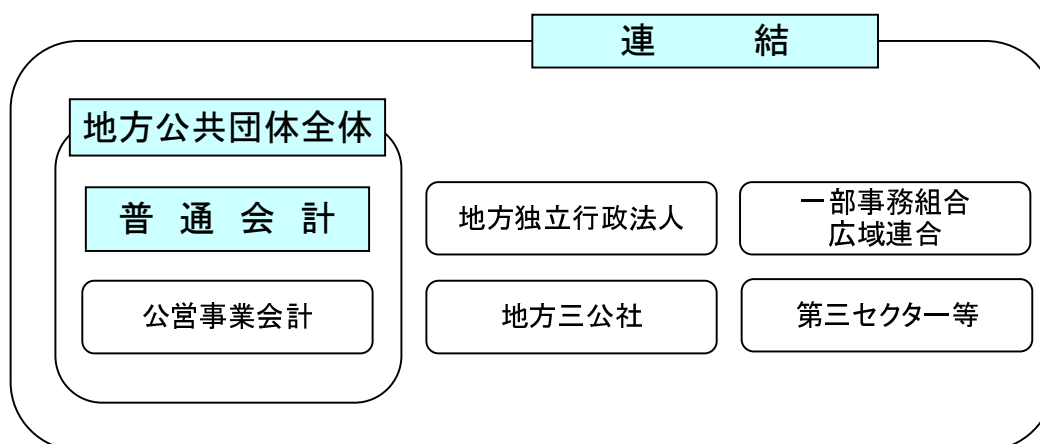 連結
地方公共団体全体
普通会計
地方独立行政法人
一部事務組合
広域連合
公営事業会計
地方三公社
第三セクター等